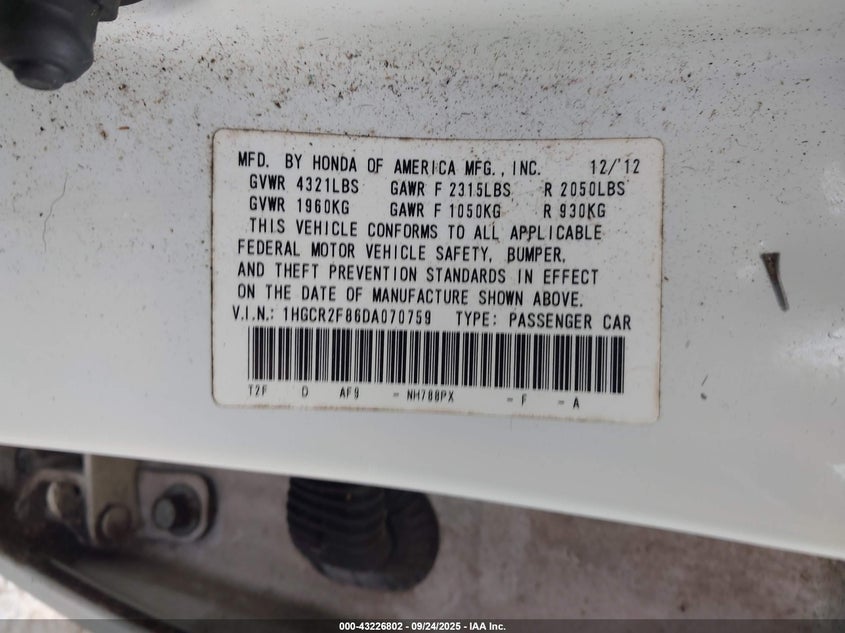 MFD. BY HONDA OF AMERICA MFG., INC. 12/'12
GVWR 4321LBS GAWR F 2315LBS R 2050LBS
GVWR 1960KG GAWR F 1050KG R 930KG
THIS VEHICLE CONFORMS TO ALL APPLICABLE
FEDERAL MOTOR VEHICLE SAFETY, BUMPER,
AND THEFT PREVENTION STANDARDS IN EFFECT
ON THE DATE OF MANUFACTURE SHOWN ABOVE.
V.I.N.: 1HGCR2F86DA070759 TYPE: PASSENGER CAR
T2F D AF9 - NH788PX - F - A
000-43226802 - 09/24/2025 - IAA Inc.